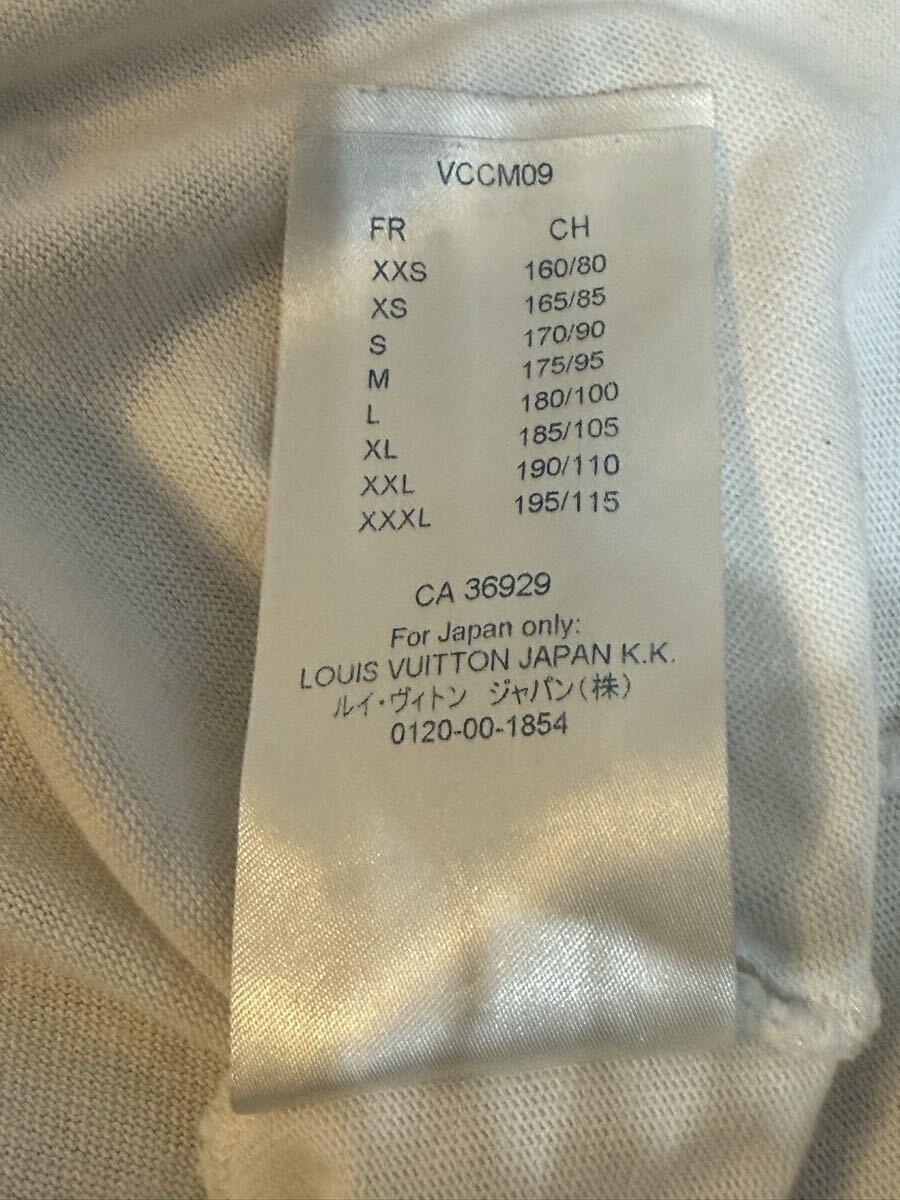 VCCM09
FR CH
XXS 160/80
XS 165/85
S 170/90
M 175/95
L 180/100
XL 185/105
XXL 190/110
XXXL 195/115
CA 36929
For Japan only:
LOUIS VUITTON JAPAN K.K.
ルイ・ヴィトン ジャパン(株)
0120-00-1854